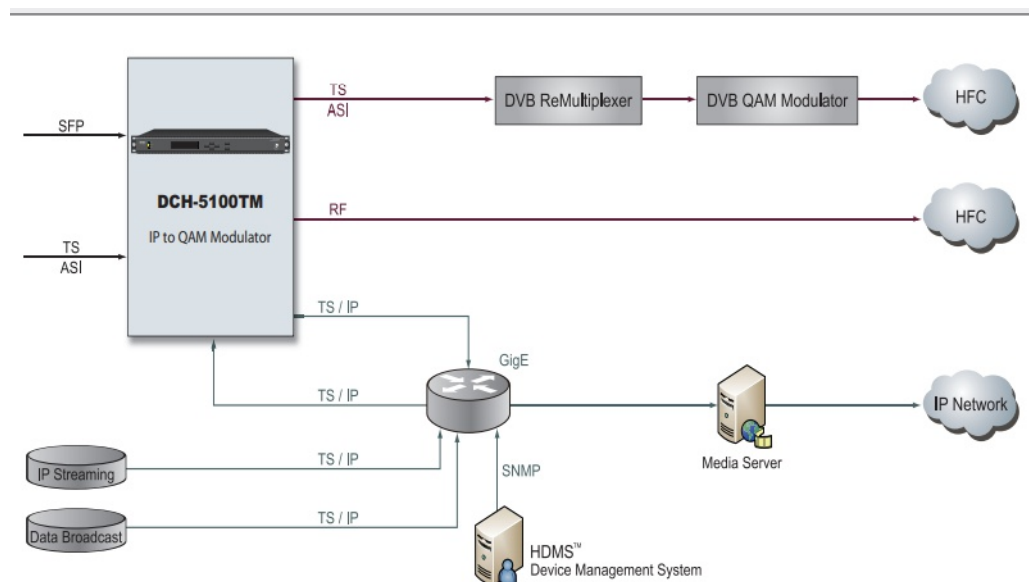 TS
ASI
DVB ReMultiplexer
DVB QAM Modulator
HFC
SFP
DCH-5100TM
IP to QAM Modulator
RF
HFC
TS
ASI
TS / IP
GigE
TS / IP
IP Network
Media Server
TS / IP
IP Streaming
SNMP
TS / IP
Data Broadcast
HDMS™
Device Management System